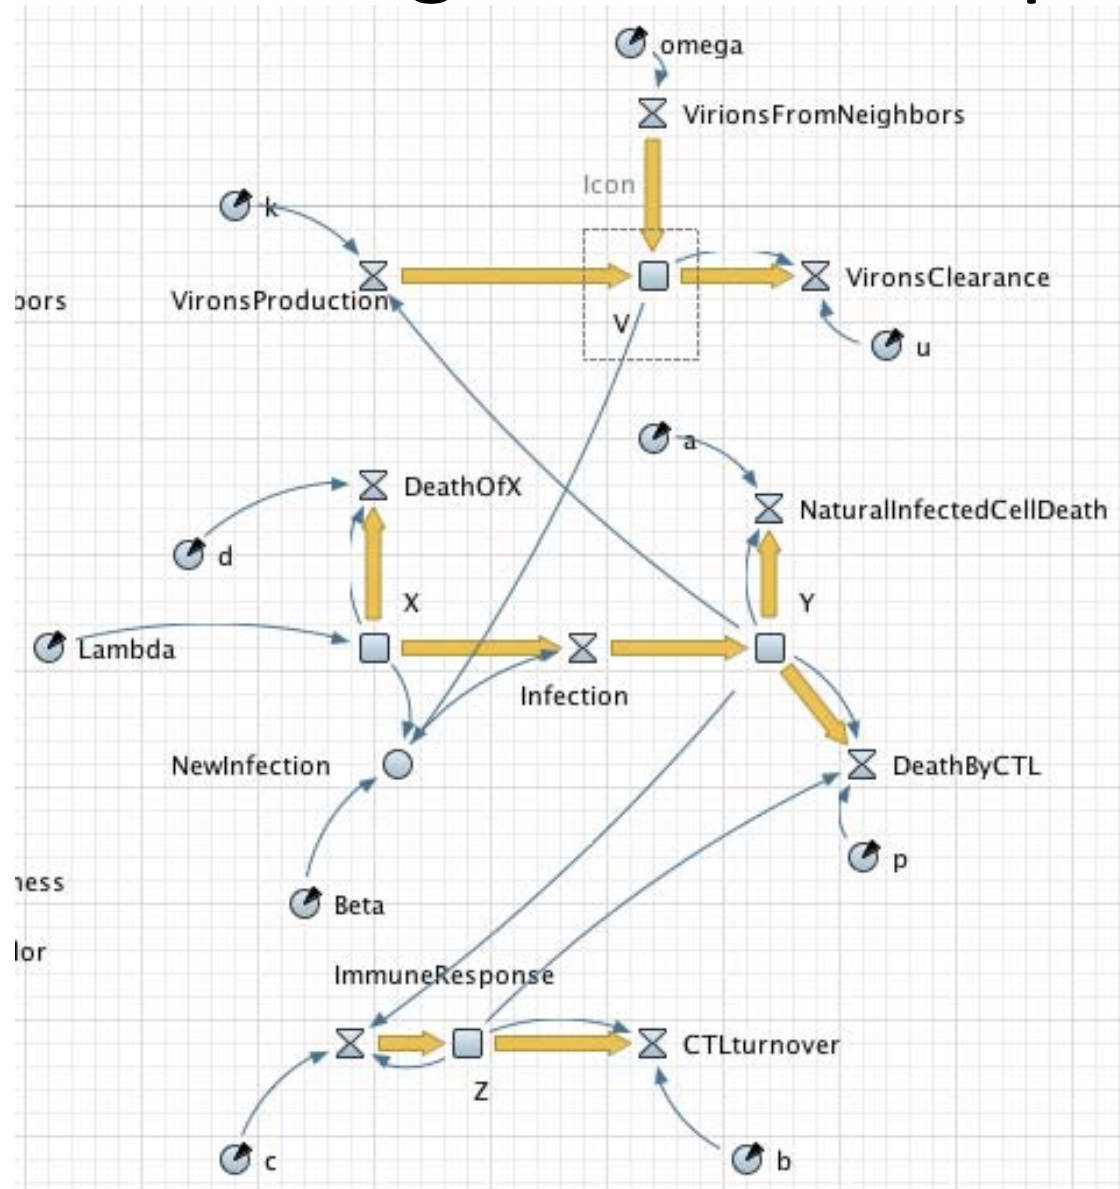 omega
VirionsFromNeighbors
Icon
k
VironsProduction
V
VironsClearance
u
bors
a
DeathOfX
NaturalInfectedCellDeath
d
X
Y
Lambda
Infection
NewInfection
DeathByCTL
p
ness
Beta
lor
ImmuneResponse
CTLturnover
Z
c
b